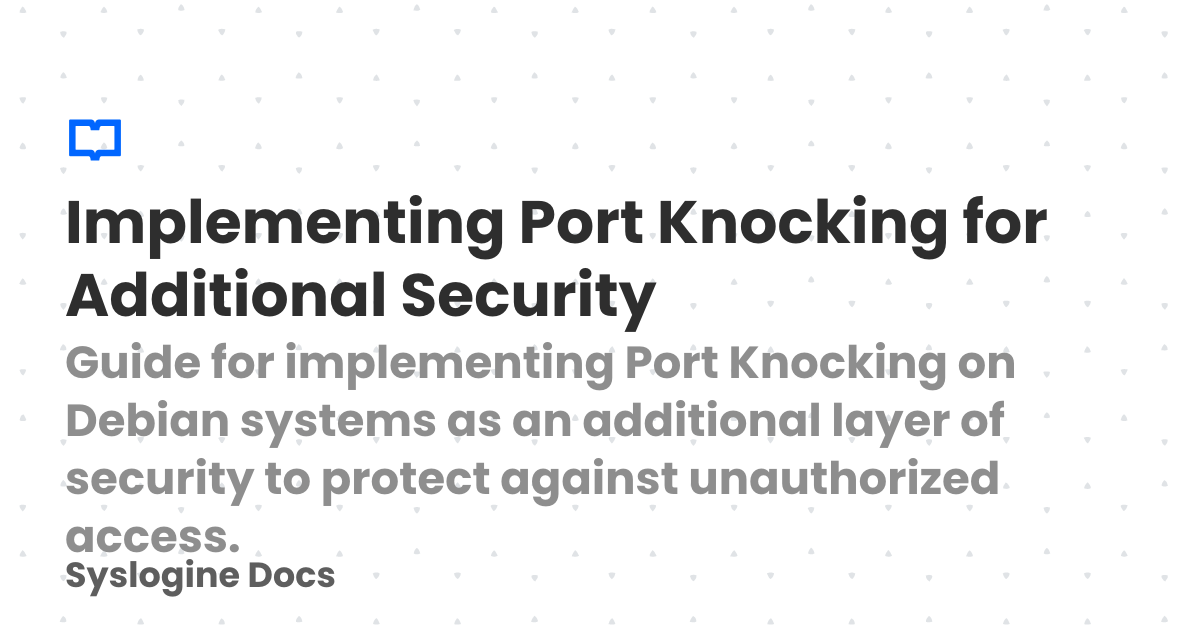 Implementing Port Knocking for
Additional Security
Guide for implementing Port Knocking on
Debian systems as an additional layer of
security to protect against unauthorized
access.
Syslogine Docs